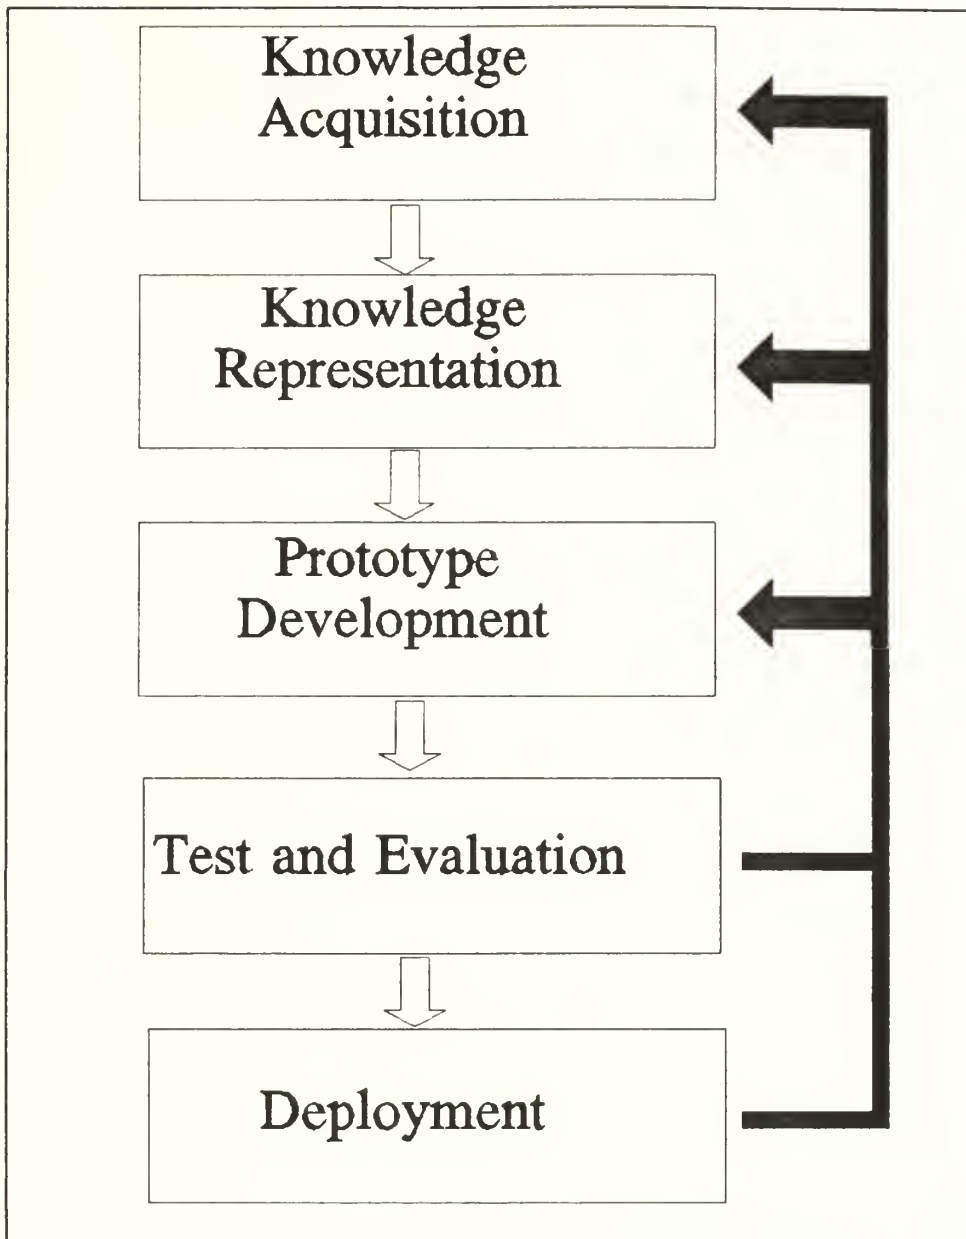 Knowledge
Acquisition
Knowledge
Representation
Prototype
Development
Test and Evaluation
Deployment